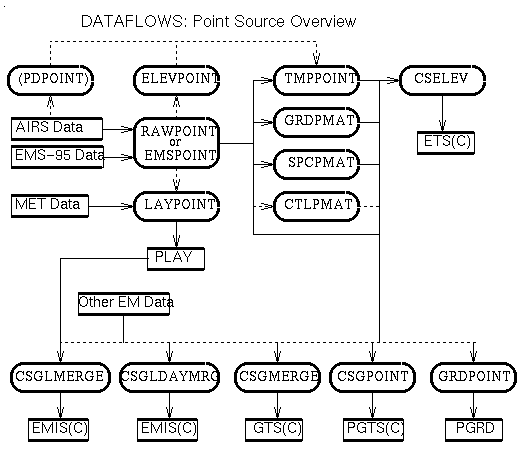 DATAFLOWS: Point Source Overview
(PDPOINT)
ELEVPOINT
TMPPOINT
CSELEV
AIRS Data
RAWPOINT
or
EMSPOINT
GRDPMAT
ETS(C)
EMS-95 Data
SPCPMAT
MET Data
LAYPOINT
CTLPMAT
PLAY
Other EM Data
CSGLMERGE
CSGLDAYMRG
CSGMERGE
CSGPOINT
GRDPOINT
EMIS(C)
EMIS(C)
GTS(C)
PGTS(C)
PGRD